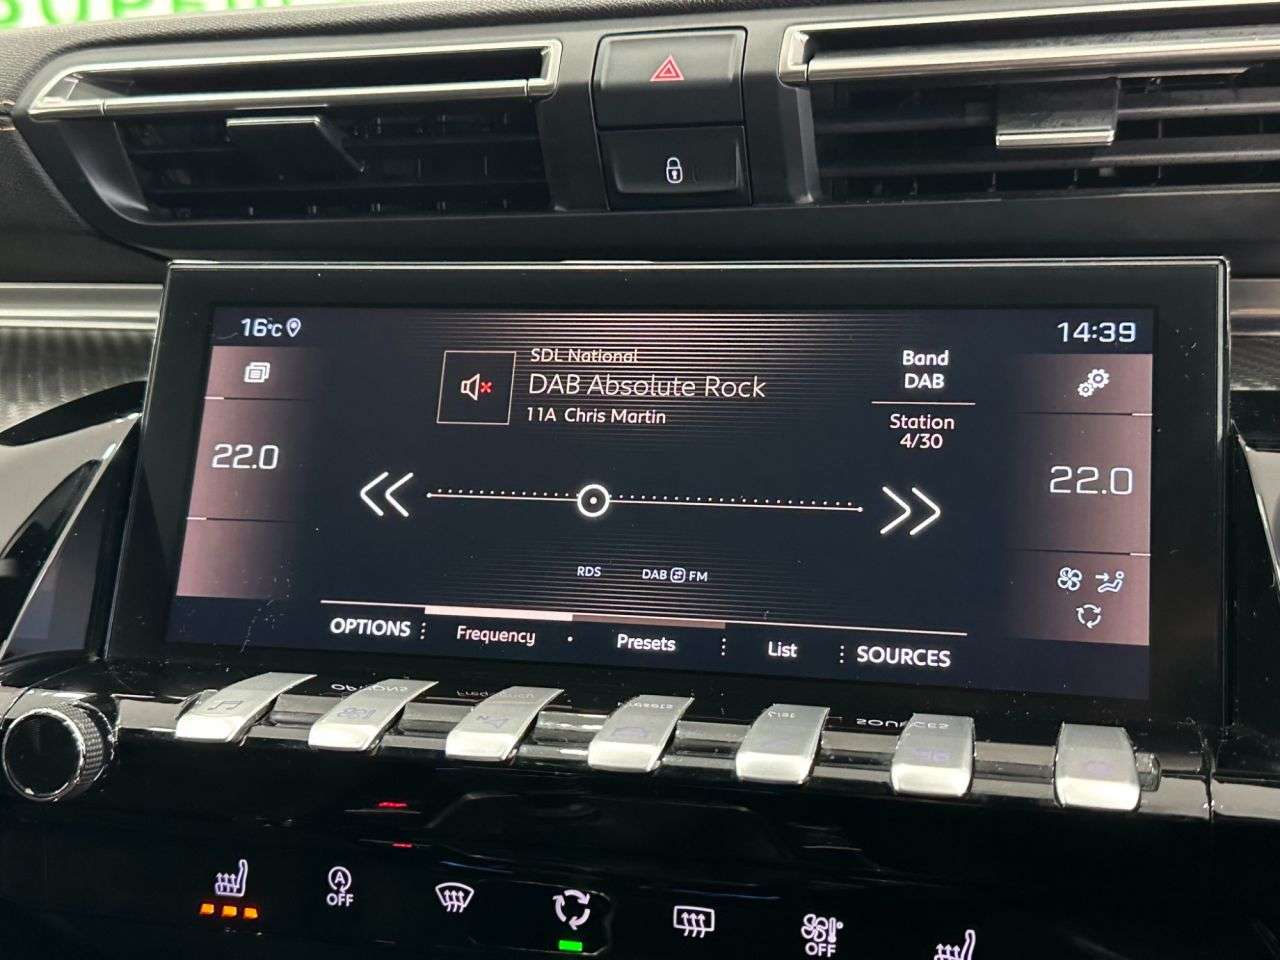 16°C
14:39
SDL National
DAB Absolute Rock
11A Chris Martin
Band
DAB
Station
4/30
22.0
22.0
RDS
DAB FM
OPTIONS
Frequency
Presets
List
SOURCES
A
OFF
OFF